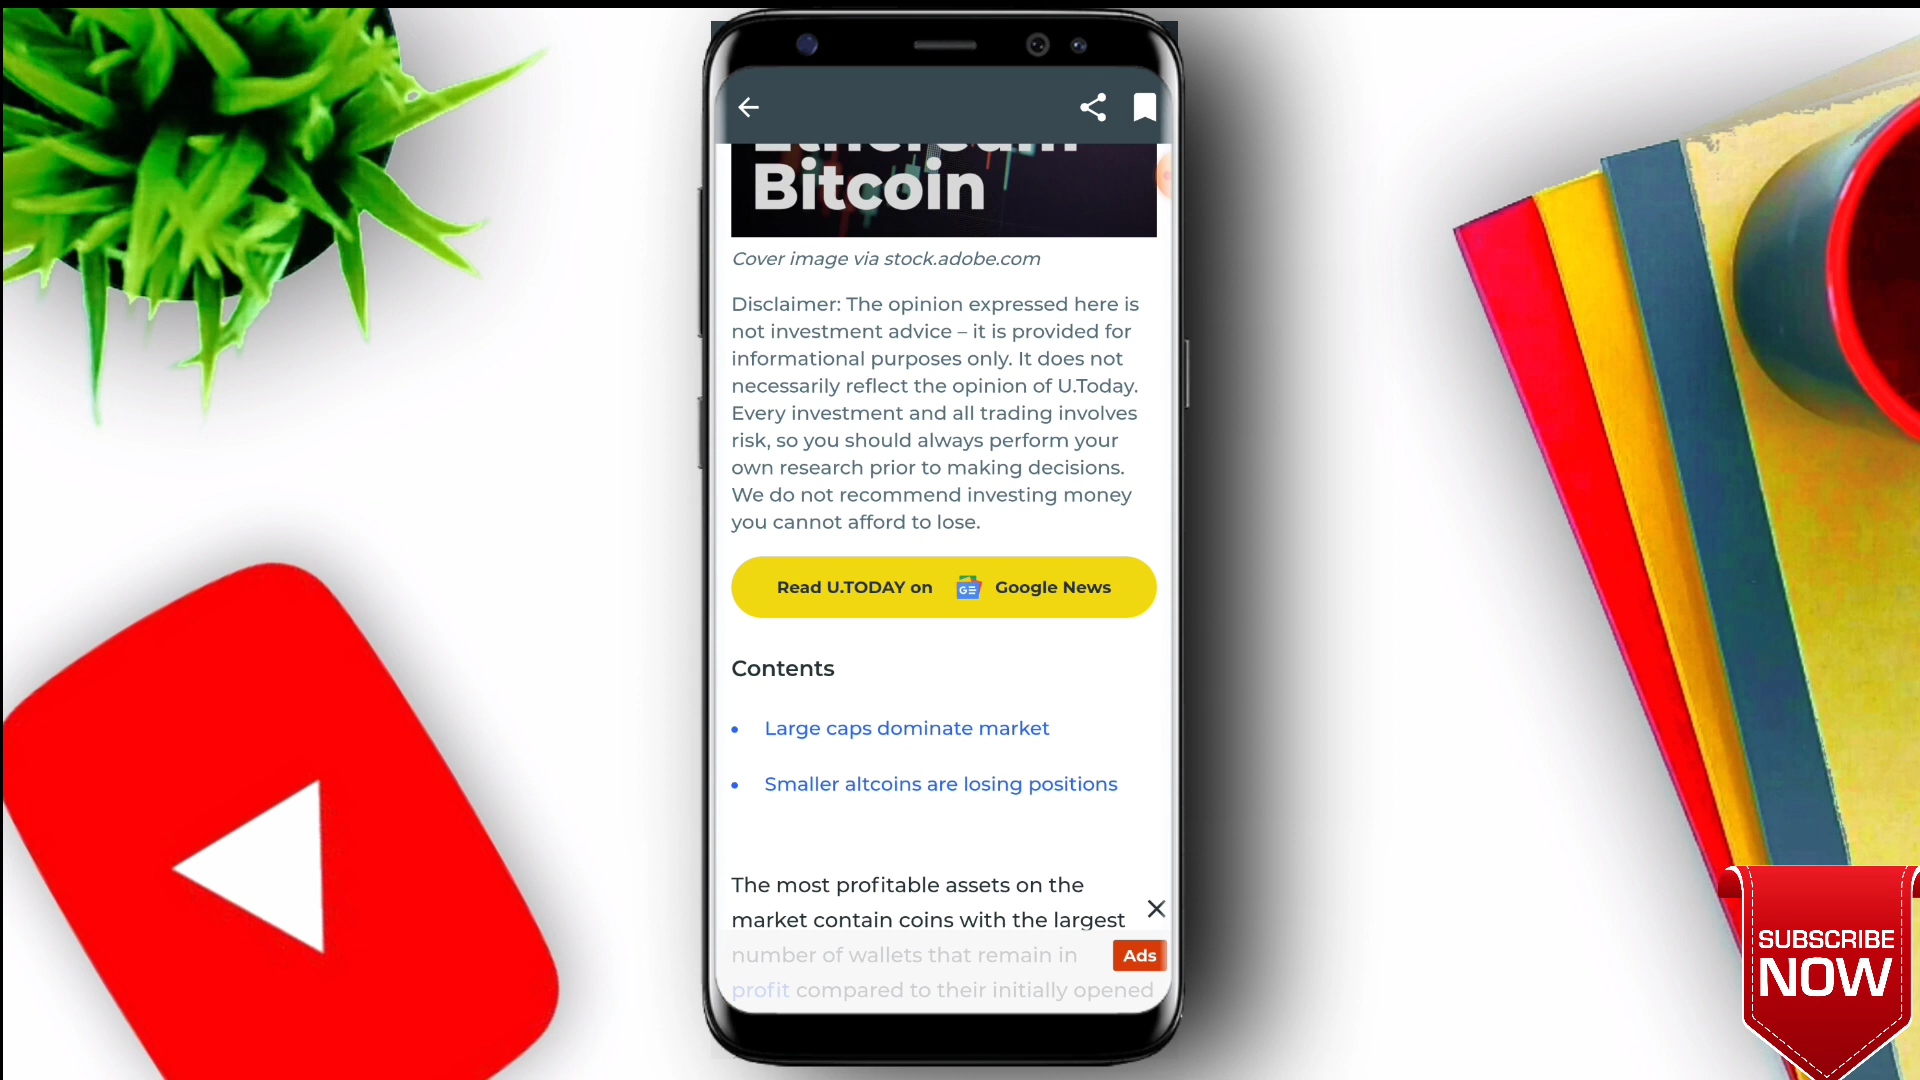 Ethereum
Bitcoin
Cover image via stock.adobe.com
Disclaimer: The opinion expressed here is
not investment advice – it is provided for
informational purposes only. It does not
necessarily reflect the opinion of U.Today.
Every investment and all trading involves
risk, so you should always perform your
own research prior to making decisions.
We do not recommend investing money
you cannot afford to lose.
Read U.TODAY on GE Google News
Contents
• Large caps dominate market
• Smaller altcoins are losing positions
The most profitable assets on the
market contain coins with the largest
number of wallets that remain in
Ads
profit compared to their initially opened
SUBSCRIBE
NOW